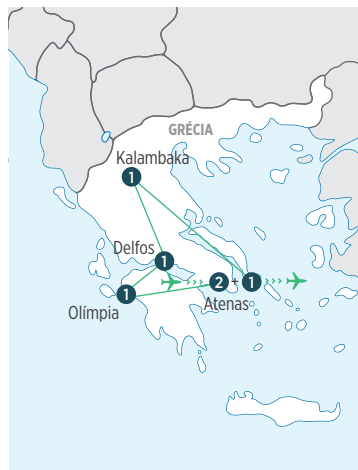 GRÉCIA
Kalambaka
1
Delfos
1
Olímpia
1
2 + 1
Atenas